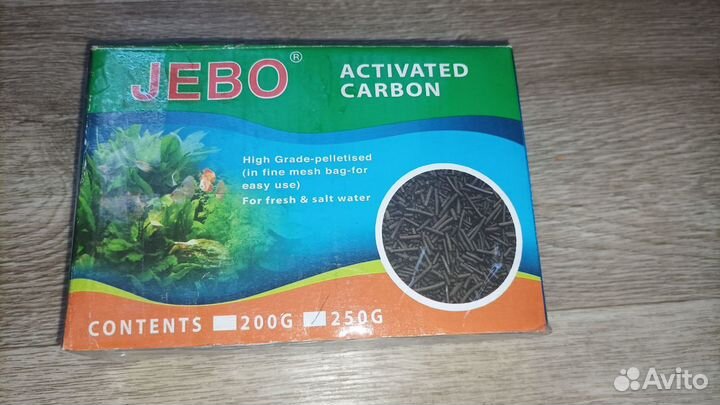 JEBO®
ACTIVATED
CARBON
High Grade-pelletised
(in fine mesh bag-for
easy use)
For fresh & salt water
CONTENTS 200G 250G
Avito